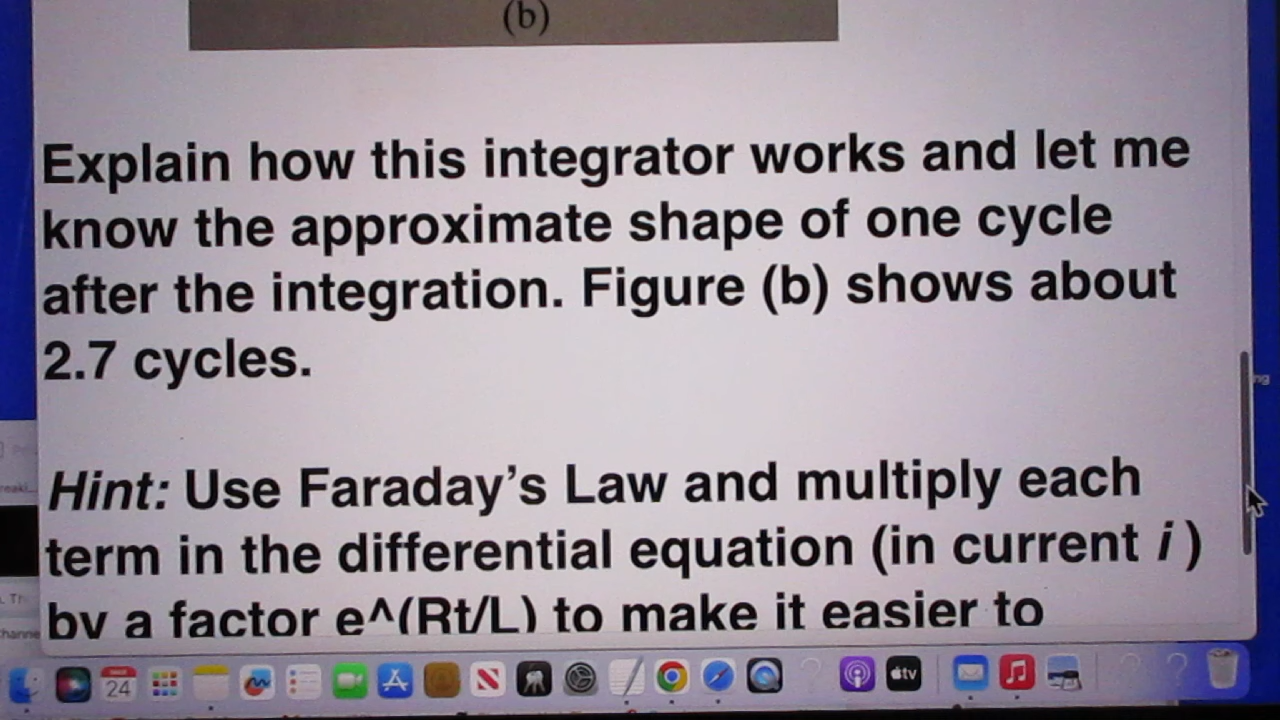 (b)
Explain how this integrator works and let me
know the approximate shape of one cycle
after the integration. Figure (b) shows about
2.7 cycles.
Hint: Use Faraday’s Law and multiply each
term in the differential equation (in current i )
by a factor e^(Rt/L) to make it easier to
24
tv